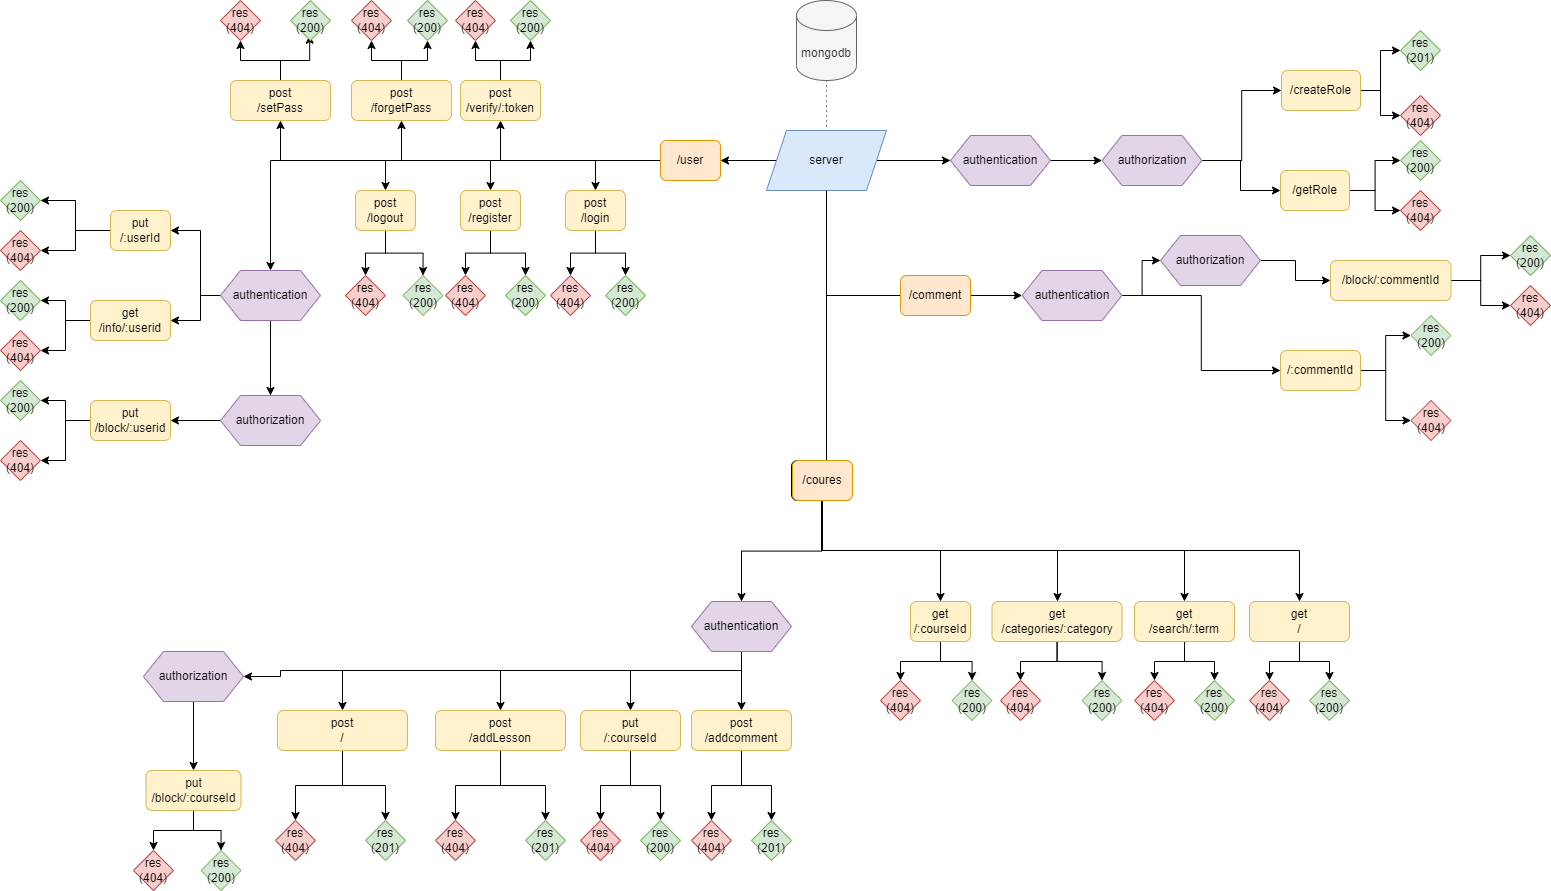 res
(404)
res
(200)
res
(404)
res
(200)
res
(404)
res
(200)
mongodb
post
/setPass
post
/forgetPass
post
/verify/:token
/user
server
authentication
authorization
/createRole
res
(201)
res
(404)
/getRole
res
(200)
res
(404)
post
/logout
post
/register
post
/login
res
(404)
res
(200)
res
(404)
res
(200)
res
(404)
res
(200)
res
(200)
res
(404)
put
/:userId
authentication
res
(200)
res
(404)
get
/info/:userid
res
(200)
res
(404)
put
/block/:userid
authorization
/comment
authentication
authorization
/block/:commentId
res
(200)
res
(404)
/:commentId
res
(200)
res
(404)
/coures
authentication
get
/:courseId
get
/categories/:category
get
/search/:term
get
/
res
(404)
res
(200)
res
(404)
res
(200)
res
(404)
res
(200)
res
(404)
res
(200)
authorization
post
/
post
/addLesson
put
/:courseId
post
/addcomment
put
/block/:courseId
res
(404)
res
(201)
res
(404)
res
(201)
res
(404)
res
(200)
res
(404)
res
(201)
res
(404)
res
(200)